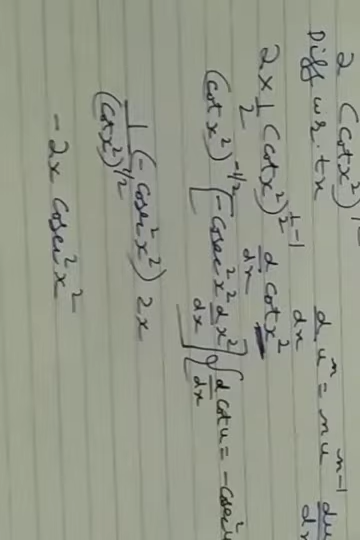 2 (cot x²)
Diff w.r.t x
d/dx uⁿ = n uⁿ⁻¹ du/dx
2 × 1/2 (cot x²)^(1/2 - 1) d/dx cot x²
(cot x²)^(-1/2) [-cosec² x² d/dx x²]
d/dx cot u = -cosec² u
1/(cot x²)^(1/2) (-cosec² x²) 2x
-2x cosec² x²